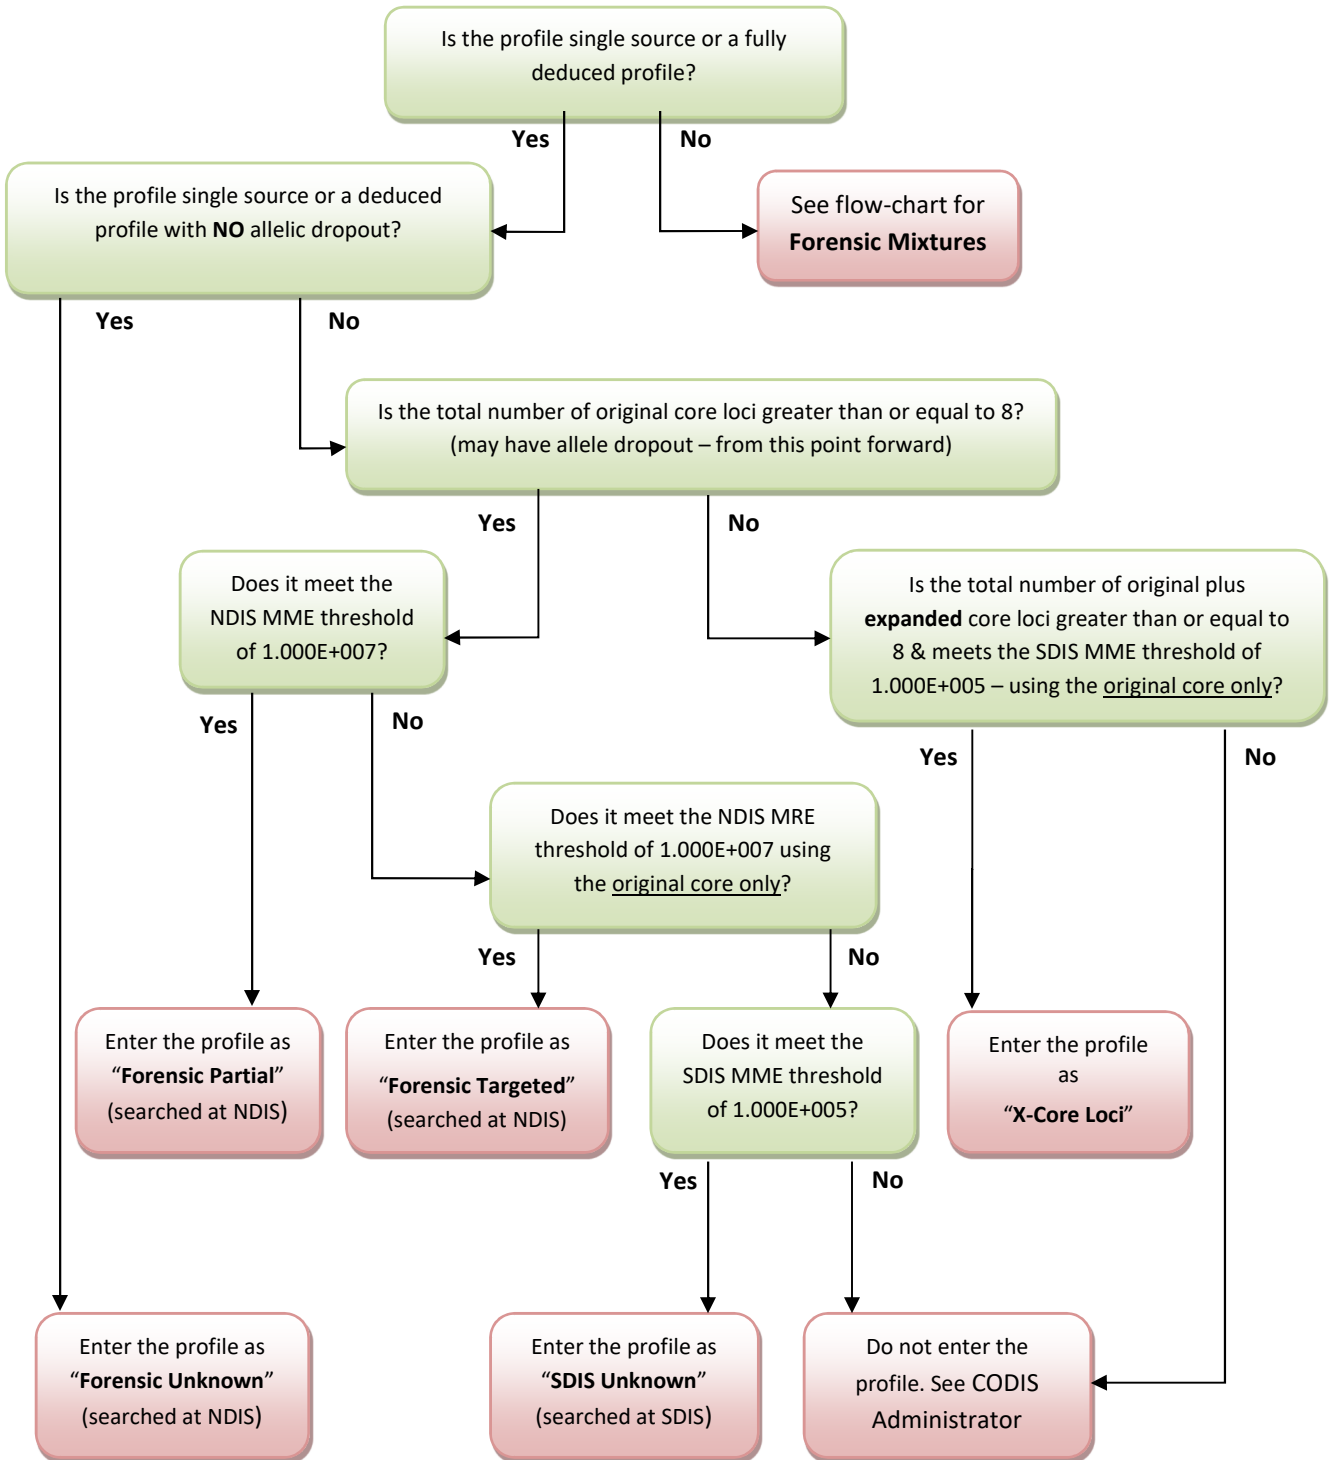 Is the profile single source or a fully
deduced profile?
Yes
No
Is the profile single source or a deduced
profile with NO allelic dropout?
See flow-chart for
Forensic Mixtures
Yes
No
Is the total number of original core loci greater than or equal to 8?
(may have allele dropout – from this point forward)
Yes
No
Does it meet the
NDIS MME threshold
of 1.000E+007?
Is the total number of original plus
expanded core loci greater than or equal to
8 & meets the SDIS MME threshold of
1.000E+005 – using the original core only?
Yes
No
Yes
No
Does it meet the NDIS MRE
threshold of 1.000E+007 using
the original core only?
Yes
No
Enter the profile as
“Forensic Partial”
(searched at NDIS)
Enter the profile as
“Forensic Targeted”
(searched at NDIS)
Does it meet the
SDIS MME threshold
of 1.000E+005?
Enter the profile
as
“X-Core Loci”
Yes
No
Enter the profile as
“Forensic Unknown”
(searched at NDIS)
Enter the profile as
“SDIS Unknown”
(searched at SDIS)
Do not enter the
profile. See CODIS
Administrator